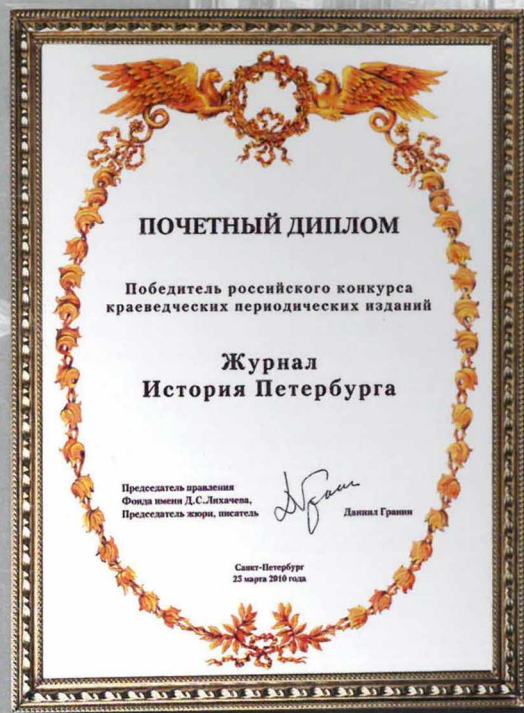 ПОЧЕТНЫЙ ДИПЛОМ
Победитель российского конкурса
краеведческих периодических изданий
Журнал
История Петербурга
Председатель правления
Фонда имени Д.С.Лихачева,
Председатель жюри, писатель
Даниил Гранин
Санкт-Петербург
23 марта 2010 года